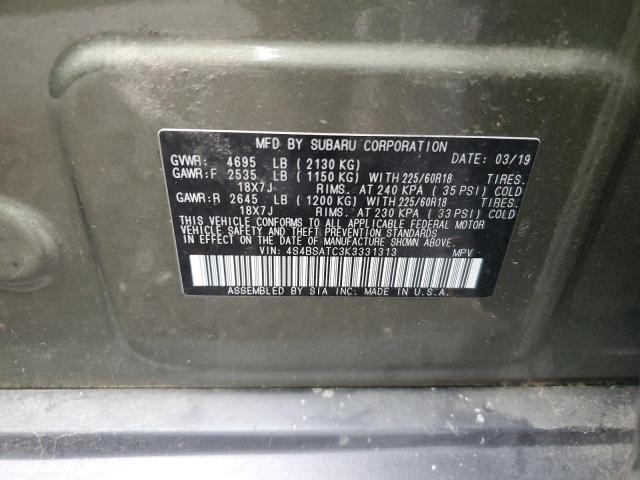 MFD BY SUBARU CORPORATION
GVWR: 4695 LB ( 2130 KG) DATE: 03/19
GAWR:F 2535 LB ( 1150 KG) WITH 225/60R18 TIRES
18X7J RIMS. AT 240 KPA ( 35 PSI) COLD
GAWR:R 2645 LB ( 1200 KG) WITH 225/60R18 TIRES
18X7J RIMS. AT 230 KPA ( 33 PSI) COLD
THIS VEHICLE CONFORMS TO ALL APPLICABLE FEDERAL MOTOR
VEHICLE SAFETY AND THEFT PREVENTION STANDARDS
IN EFFECT ON THE DATE OF MANUFACTURE SHOWN ABOVE.
VIN: 4S4BSATC3K3331313 MPV
ASSEMBLED BY SIA INC. MADE IN U.S.A.